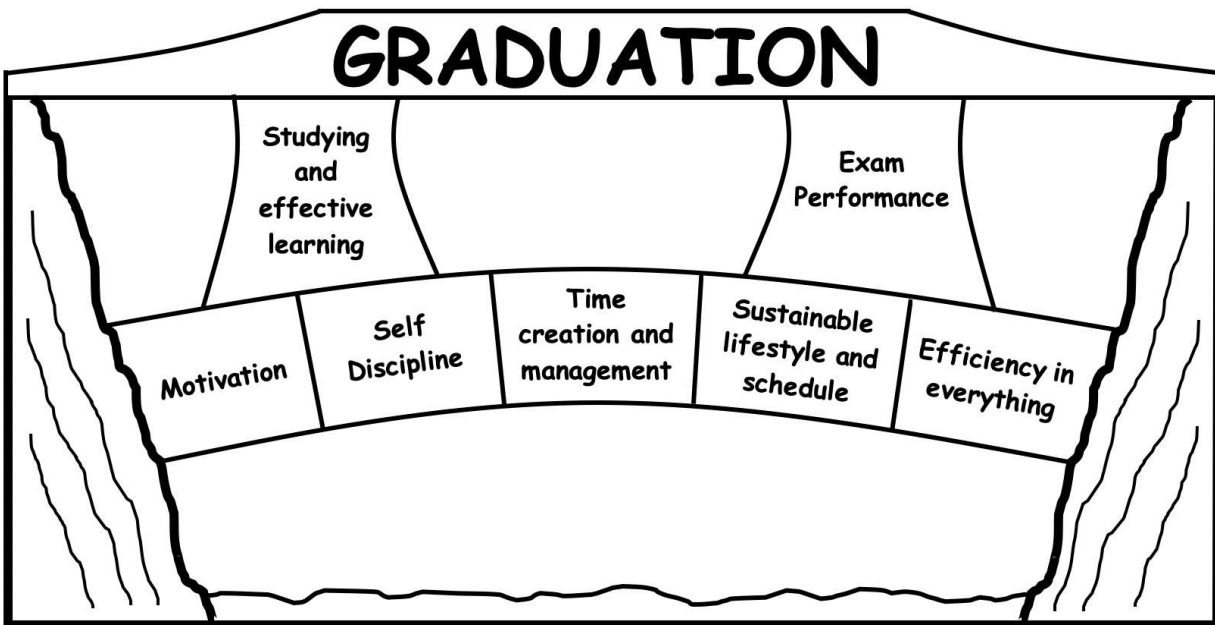 GRADUATION
Studying
and
effective
learning
Exam
Performance
Motivation
Self
Discipline
Time
creation and
management
Sustainable
lifestyle and
schedule
Efficiency in
everything